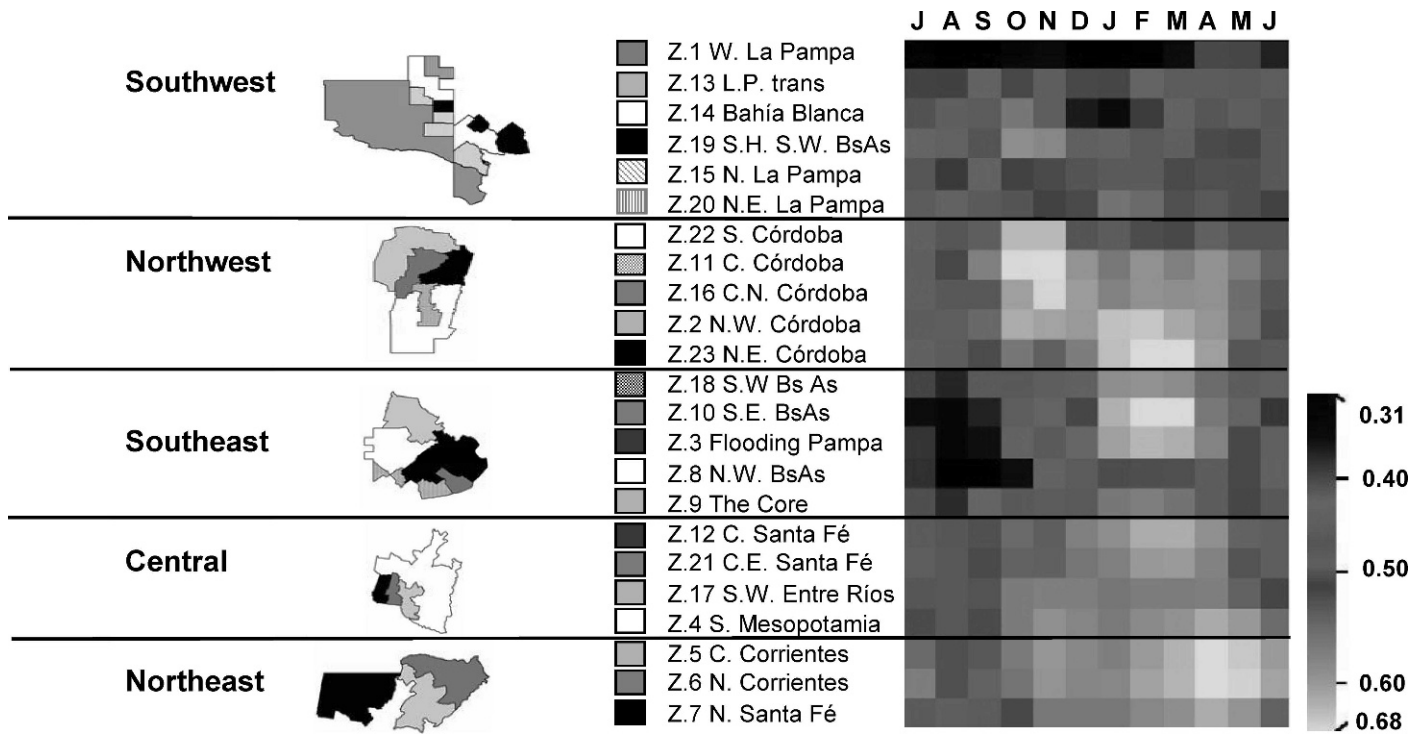 J A S O N D J F M A M J
Southwest
Z.1 W. La Pampa
Z.13 L.P. trans
Z.14 Bahía Blanca
Z.19 S.H. S.W. BsAs
Z.15 N. La Pampa
Z.20 N.E. La Pampa
Northwest
Z.22 S. Córdoba
Z.11 C. Córdoba
Z.16 C.N. Córdoba
Z.2 N.W. Córdoba
Z.23 N.E. Córdoba
Southeast
Z.18 S.W Bs As
Z.10 S.E. BsAs
Z.3 Flooding Pampa
Z.8 N.W. BsAs
Z.9 The Core
Central
Z.12 C. Santa Fé
Z.21 C.E. Santa Fé
Z.17 S.W. Entre Ríos
Z.4 S. Mesopotamia
Northeast
Z.5 C. Corrientes
Z.6 N. Corrientes
Z.7 N. Santa Fé
0.31
0.40
0.50
0.60
0.68